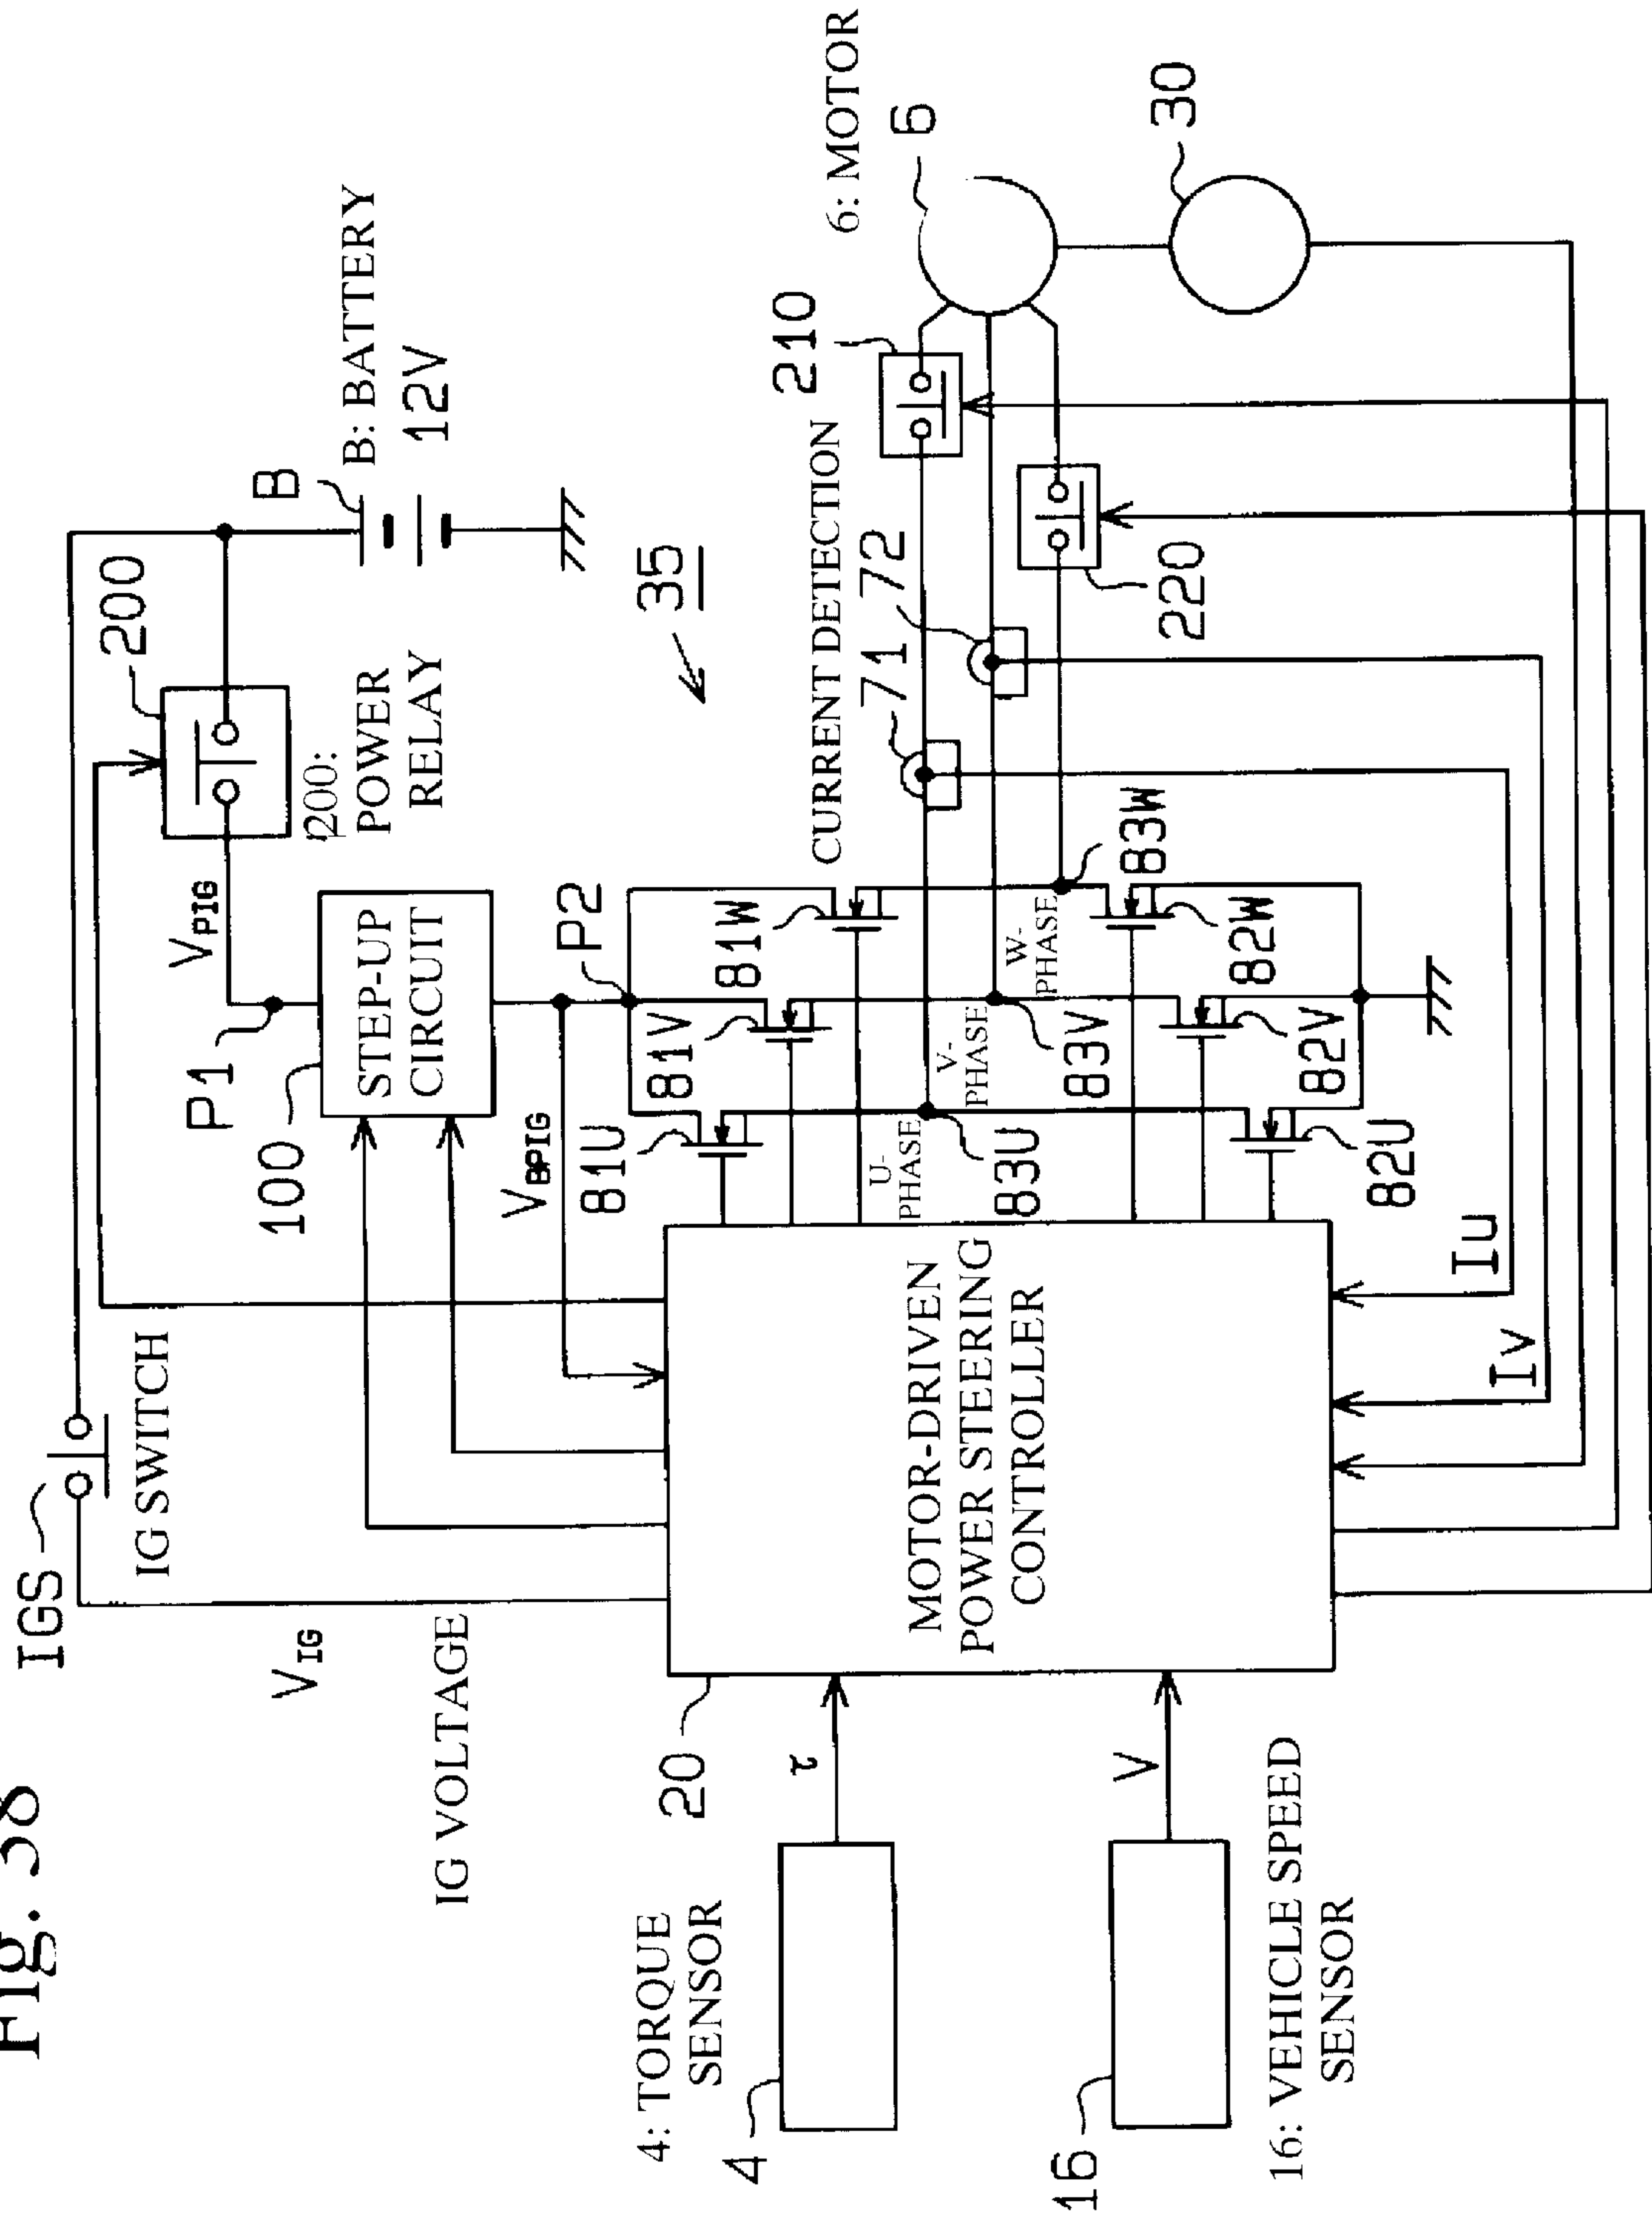 Fig. 38
IGS
IG SWITCH
VIG
IG VOLTAGE
200
200:
POWER
RELAY
VPIG
B
B: BATTERY
12V
P1
100
STEP-UP
CIRCUIT
VBPIG
P2
35
81U
81V
81W
CURRENT DETECTION
71
72
210
6: MOTOR
6
30
220
U-
PHASE
V-
PHASE
W-
PHASE
83U
83V
83W
82U
82V
82W
MOTOR-DRIVEN
POWER STEERING
CONTROLLER
20
4: TORQUE
SENSOR
4
τ
16
V
16: VEHICLE SPEED
SENSOR
Iu
Iv